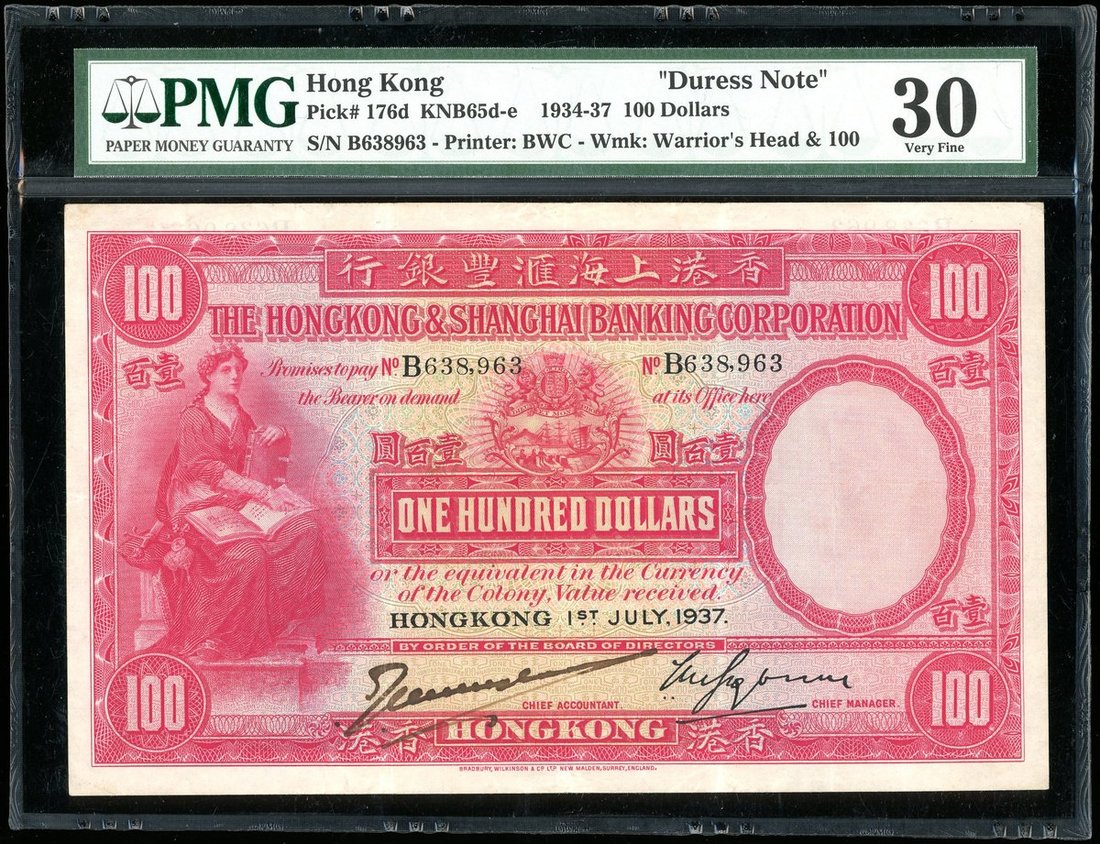 PMG
PAPER MONEY GUARANTY
Hong Kong "Duress Note"
Pick# 176d KNB65d-e 1934-37 100 Dollars
S/N B638963 - Printer: BWC - Wmk: Warrior's Head & 100
30
Very Fine
行銀豐滙海上港香
100 100
THE HONGKONG & SHANGHAI BANKING CORPORATION
百壹 百壹
Promises to pay No B638,963 No B638,963
the Bearer on demand at its Office here
圓百壹 圓百壹
ONE HUNDRED DOLLARS
or the equivalent in the Currency
of the Colony, Value received.
百壹
HONGKONG 1ST JULY, 1937.
BY ORDER OF THE BOARD OF DIRECTORS
100 100
CHIEF ACCOUNTANT. CHIEF MANAGER.
港香 HONGKONG 港香
BRADBURY, WILKINSON & CO LTD NEW MALDEN, SURREY, ENGLAND.